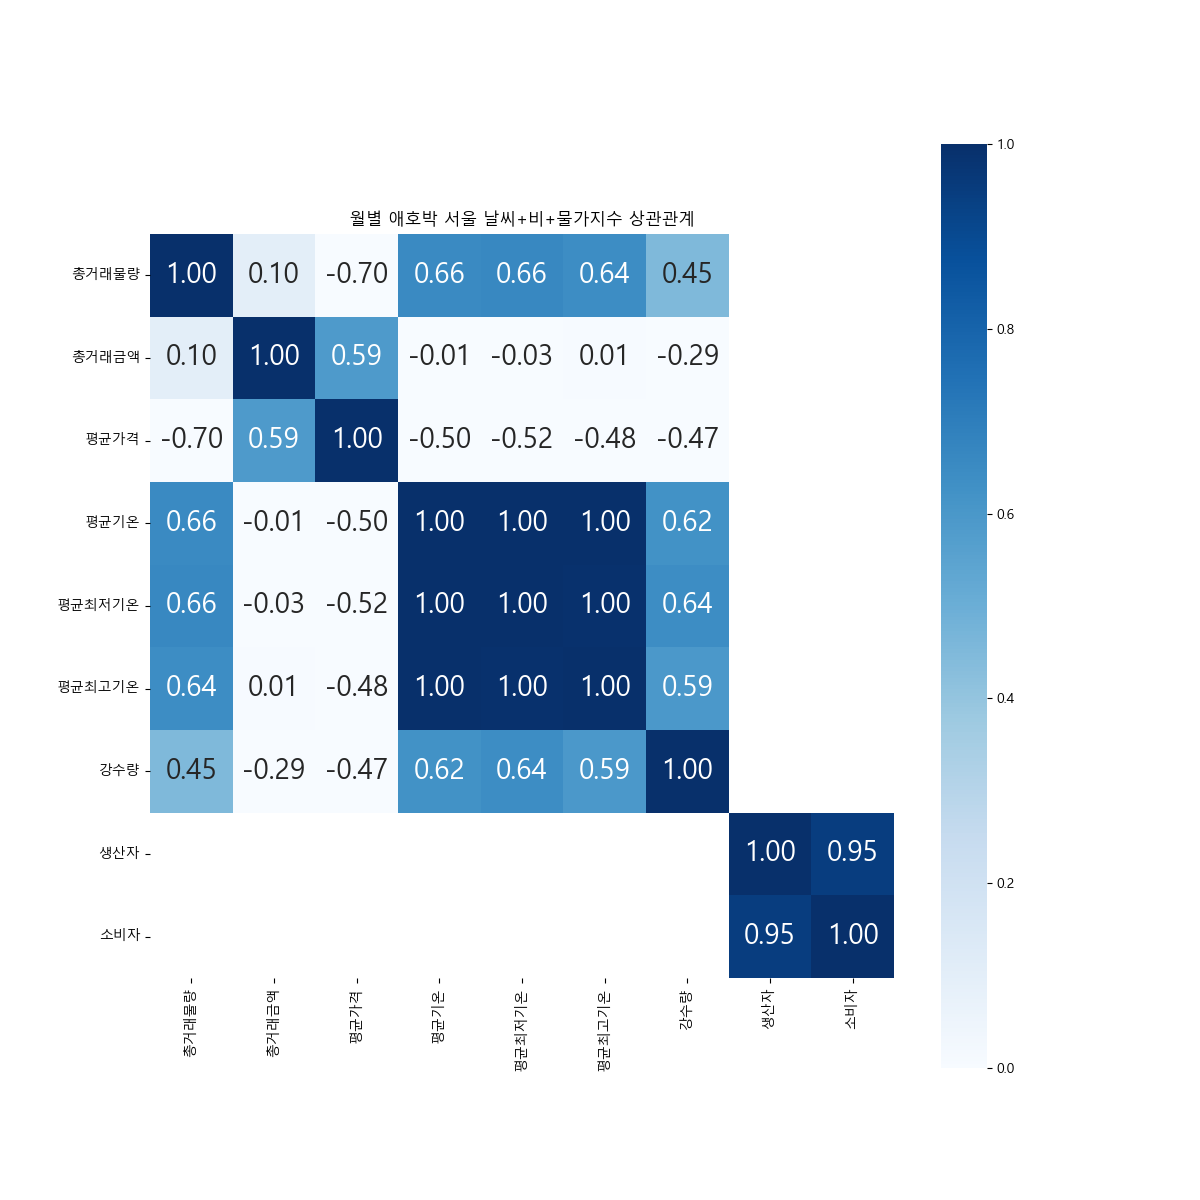 월별 애호박 서울 날씨+비+물가지수 상관관계
총거래물량 1.00 0.10 -0.70 0.66 0.66 0.64 0.45
총거래금액 0.10 1.00 0.59 -0.01 -0.03 0.01 -0.29
평균가격 -0.70 0.59 1.00 -0.50 -0.52 -0.48 -0.47
평균기온 0.66 -0.01 -0.50 1.00 1.00 1.00 0.62
평균최저기온 0.66 -0.03 -0.52 1.00 1.00 1.00 0.64
평균최고기온 0.64 0.01 -0.48 1.00 1.00 1.00 0.59
강수량 0.45 -0.29 -0.47 0.62 0.64 0.59 1.00
생산자 1.00 0.95
소비자 0.95 1.00
총거래물량 총거래금액 평균가격 평균기온 평균최저기온 평균최고기온 강수량 생산자 소비자
1.0
0.8
0.6
0.4
0.2
0.0